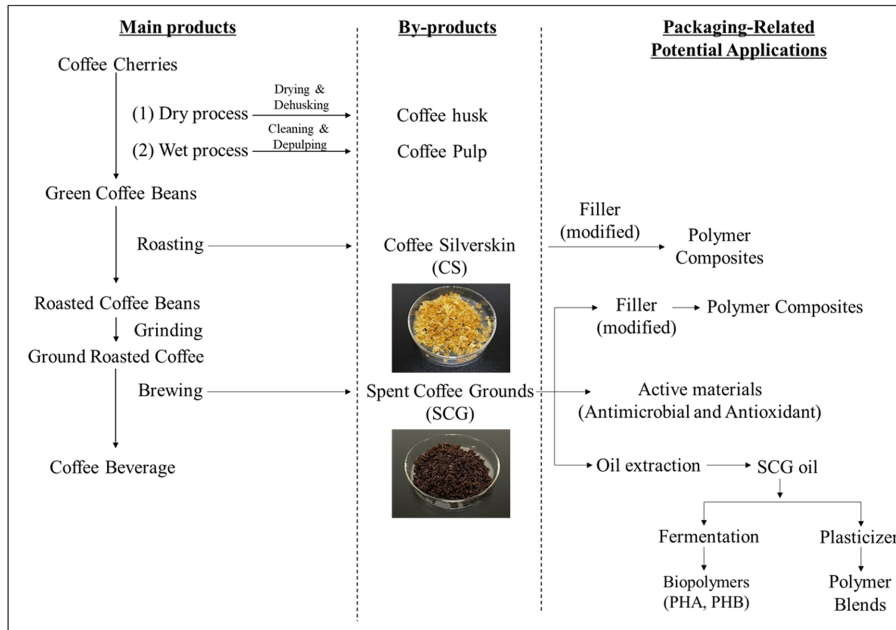 Main products
By-products
Packaging-Related
Potential Applications
Coffee Cherries
Drying &
Dehusking
(1) Dry process
Coffee husk
Cleaning &
Depulping
(2) Wet process
Coffee Pulp
Green Coffee Beans
Roasting
Coffee Silverskin
(CS)
Filler
(modified)
Polymer
Composites
Roasted Coffee Beans
Grinding
Ground Roasted Coffee
Filler
(modified)
Polymer Composites
Brewing
Spent Coffee Grounds
(SCG)
Active materials
(Antimicrobial and Antioxidant)
Coffee Beverage
Oil extraction
SCG oil
Fermentation
Plasticizer
Biopolymers
(PHA, PHB)
Polymer
Blends